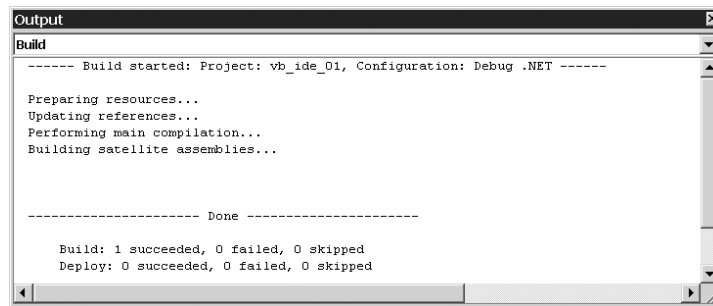 Output
Build
------ Build started: Project: vb_ide_01, Configuration: Debug .NET ------
Preparing resources...
Updating references...
Performing main compilation...
Building satellite assemblies...
---------------------- Done ----------------------
Build: 1 succeeded, 0 failed, 0 skipped
Deploy: 0 succeeded, 0 failed, 0 skipped